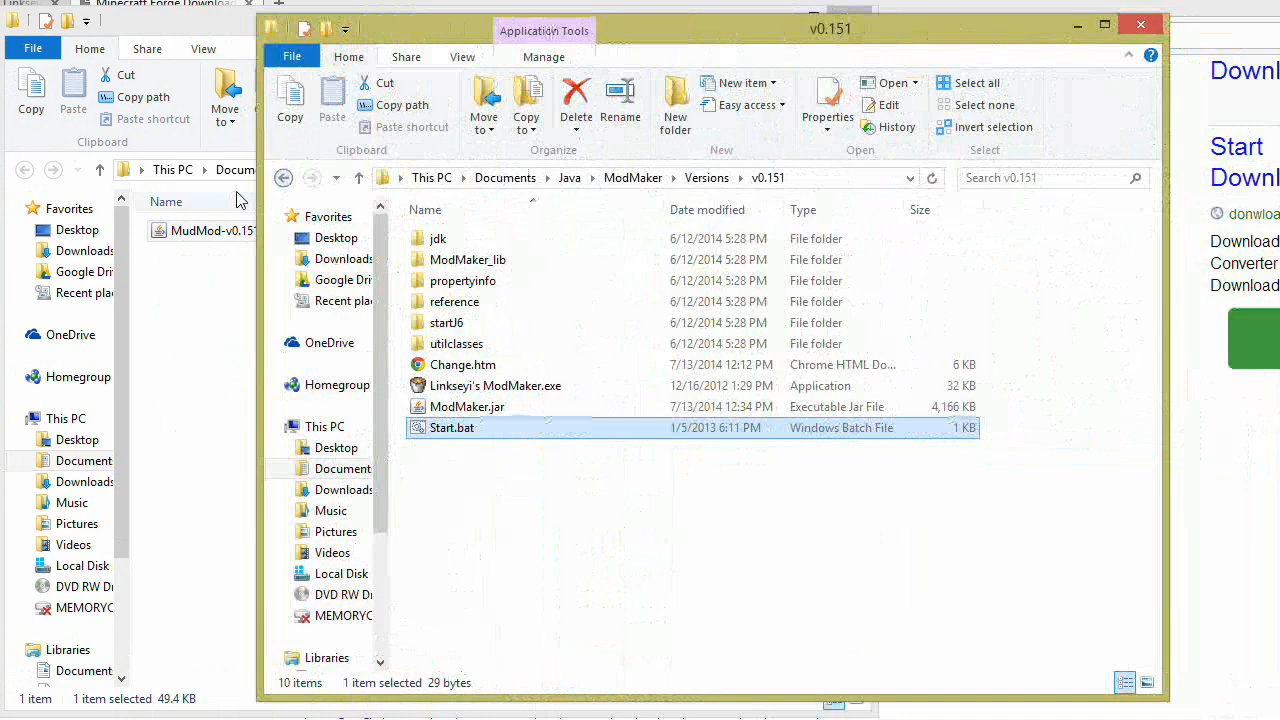 Minecraft Forge Downloa
File
Home
Share
View
Copy
Paste
Cut
Copy path
Paste shortcut
Move to
Clipboard
This PC
Docum
Name
MudMod-v0.151
Favorites
Desktop
Downloads
Google Dri
Recent pla
OneDrive
Homegroup
This PC
Desktop
Document
Downloads
Music
Pictures
Videos
Local Disk
DVD RW Dr
MEMORYC
Libraries
Document
1 item
1 item selected 49.4 KB
Application Tools
v0.151
File
Home
Share
View
Manage
Copy
Paste
Cut
Copy path
Paste shortcut
Clipboard
Move to
Copy to
Delete
Rename
Organize
New folder
New item
Easy access
New
Properties
Open
Edit
History
Open
Select all
Select none
Invert selection
Select
This PC
Documents
Java
ModMaker
Versions
v0.151
Search v0.151
Favorites
Desktop
Downloads
Google Dri
Recent pla
OneDrive
Homegroup
This PC
Desktop
Document
Downloads
Music
Pictures
Videos
Local Disk
DVD RW Dr
MEMORYC
Libraries
Name Date modified Type Size
jdk 6/12/2014 5:28 PM File folder
ModMaker_lib 6/12/2014 5:28 PM File folder
propertyinfo 6/12/2014 5:28 PM File folder
reference 6/12/2014 5:28 PM File folder
startJ6 6/12/2014 5:28 PM File folder
utilclasses 6/12/2014 5:28 PM File folder
Change.htm 7/13/2014 12:12 PM Chrome HTML Do... 6 KB
Linkseyi's ModMaker.exe 12/16/2012 1:29 PM Application 32 KB
ModMaker.jar 7/13/2014 12:34 PM Executable Jar File 4,166 KB
Start.bat 1/5/2013 6:11 PM Windows Batch File 1 KB
10 items 1 item selected 29 bytes
Downl
Start
Downl
donwloa
Download
Converter
Download